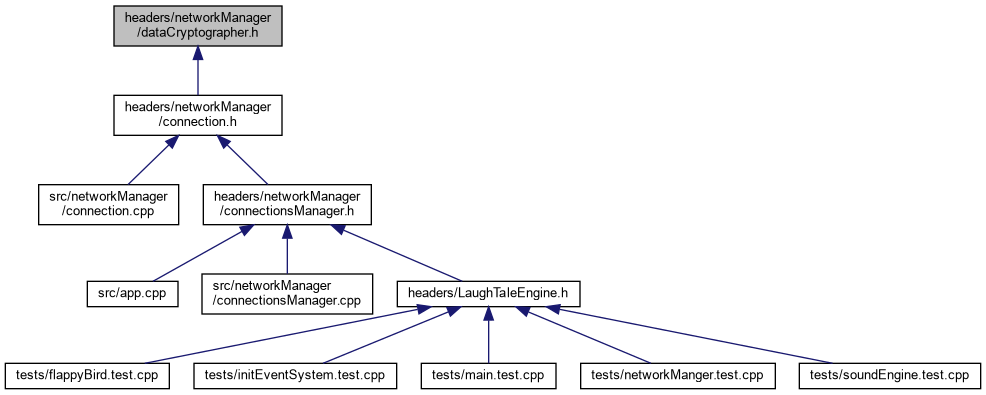 headers/networkManager
/dataCryptographer.h
headers/networkManager
/connection.h
src/networkManager
/connection.cpp
headers/networkManager
/connectionsManager.h
src/app.cpp
src/networkManager
/connectionsManager.cpp
headers/LaughTaleEngine.h
tests/flappyBird.test.cpp
tests/initEventSystem.test.cpp
tests/main.test.cpp
tests/networkManger.test.cpp
tests/soundEngine.test.cpp